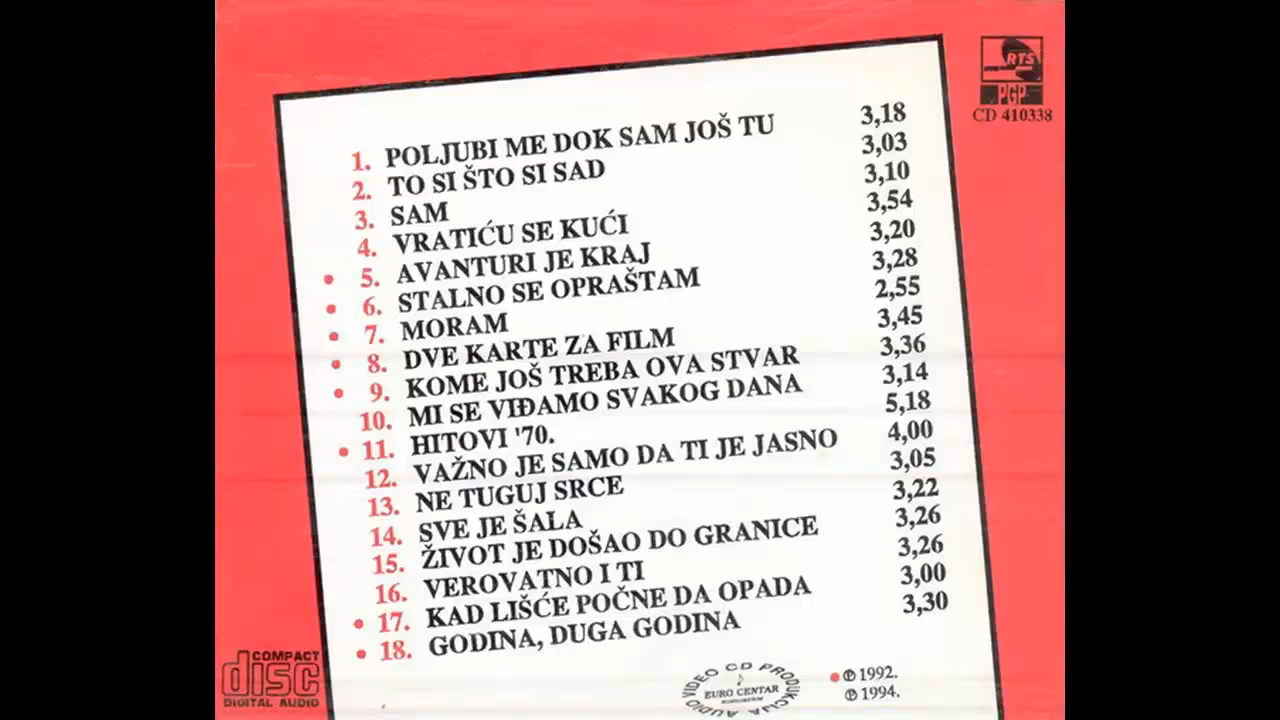 RTS
PGP
CD 410338
1. POLJUBI ME DOK SAM JOŠ TU 3,18
2. TO SI ŠTO SI SAD 3,03
3. SAM 3,10
4. VRATIĆU SE KUĆI 3,54
• 5. AVANTURI JE KRAJ 3,20
• 6. STALNO SE OPRAŠTAM 3,28
• 7. MORAM 2,55
• 8. DVE KARTE ZA FILM 3,45
• 9. KOME JOŠ TREBA OVA STVAR 3,36
10. MI SE VIĐAMO SVAKOG DANA 3,14
• 11. HITOVI '70. 5,18
12. VAŽNO JE SAMO DA TI JE JASNO 4,00
13. NE TUGUJ SRCE 3,05
14. SVE JE ŠALA 3,22
15. ŽIVOT JE DOŠAO DO GRANICE 3,26
16. VEROVATNO I TI 3,26
• 17. KAD LIŠĆE POČNE DA OPADA 3,00
• 18. GODINA, DUGA GODINA 3,30
COMPACT
disc
DIGITAL AUDIO
AUDIO VIDEO CD PRODUKCIJA
EURO CENTAR
• ℗ 1992.
℗ 1994.